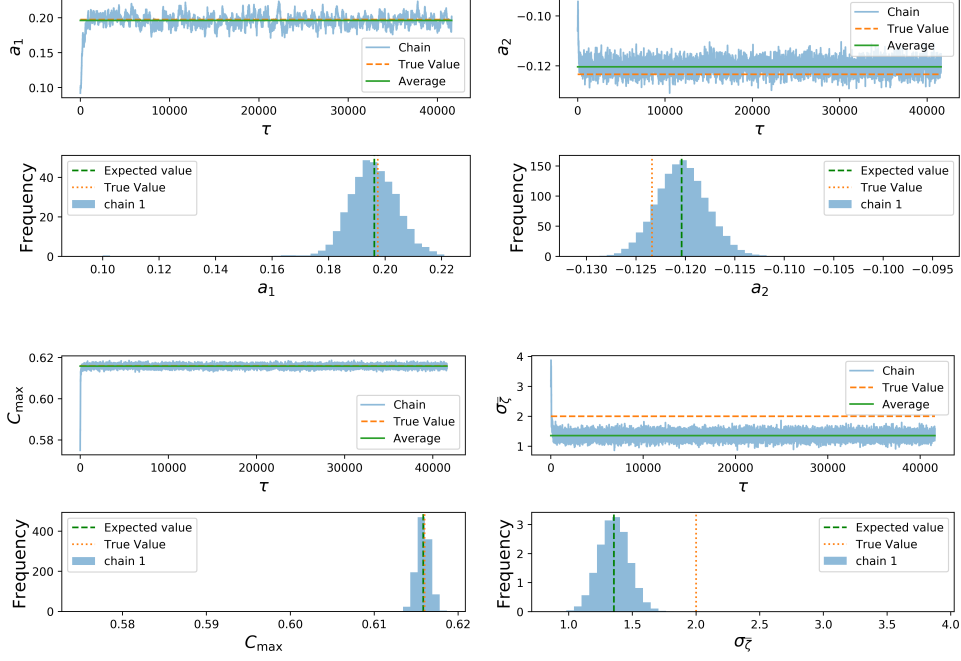 0.20
0.15
0.10
a₁
Chain
True Value
Average
0 10000 20000 30000 40000
τ
−0.10
−0.12
a₂
Chain
True Value
Average
0 10000 20000 30000 40000
τ
40
20
0
Frequency
Expected value
True Value
chain 1
0.10 0.12 0.14 0.16 0.18 0.20 0.22
a₁
150
100
50
0
Frequency
Expected value
True Value
chain 1
−0.130 −0.125 −0.120 −0.115 −0.110 −0.105 −0.100 −0.095
a₂
0.62
0.60
0.58
Cmax
Chain
True Value
Average
0 10000 20000 30000 40000
τ
4
3
2
1
σζ̄
Chain
True Value
Average
0 10000 20000 30000 40000
τ
400
200
0
Frequency
Expected value
True Value
chain 1
0.58 0.59 0.60 0.61 0.62
Cmax
3
2
1
0
Frequency
Expected value
True Value
chain 1
1.0 1.5 2.0 2.5 3.0 3.5 4.0
σζ̄